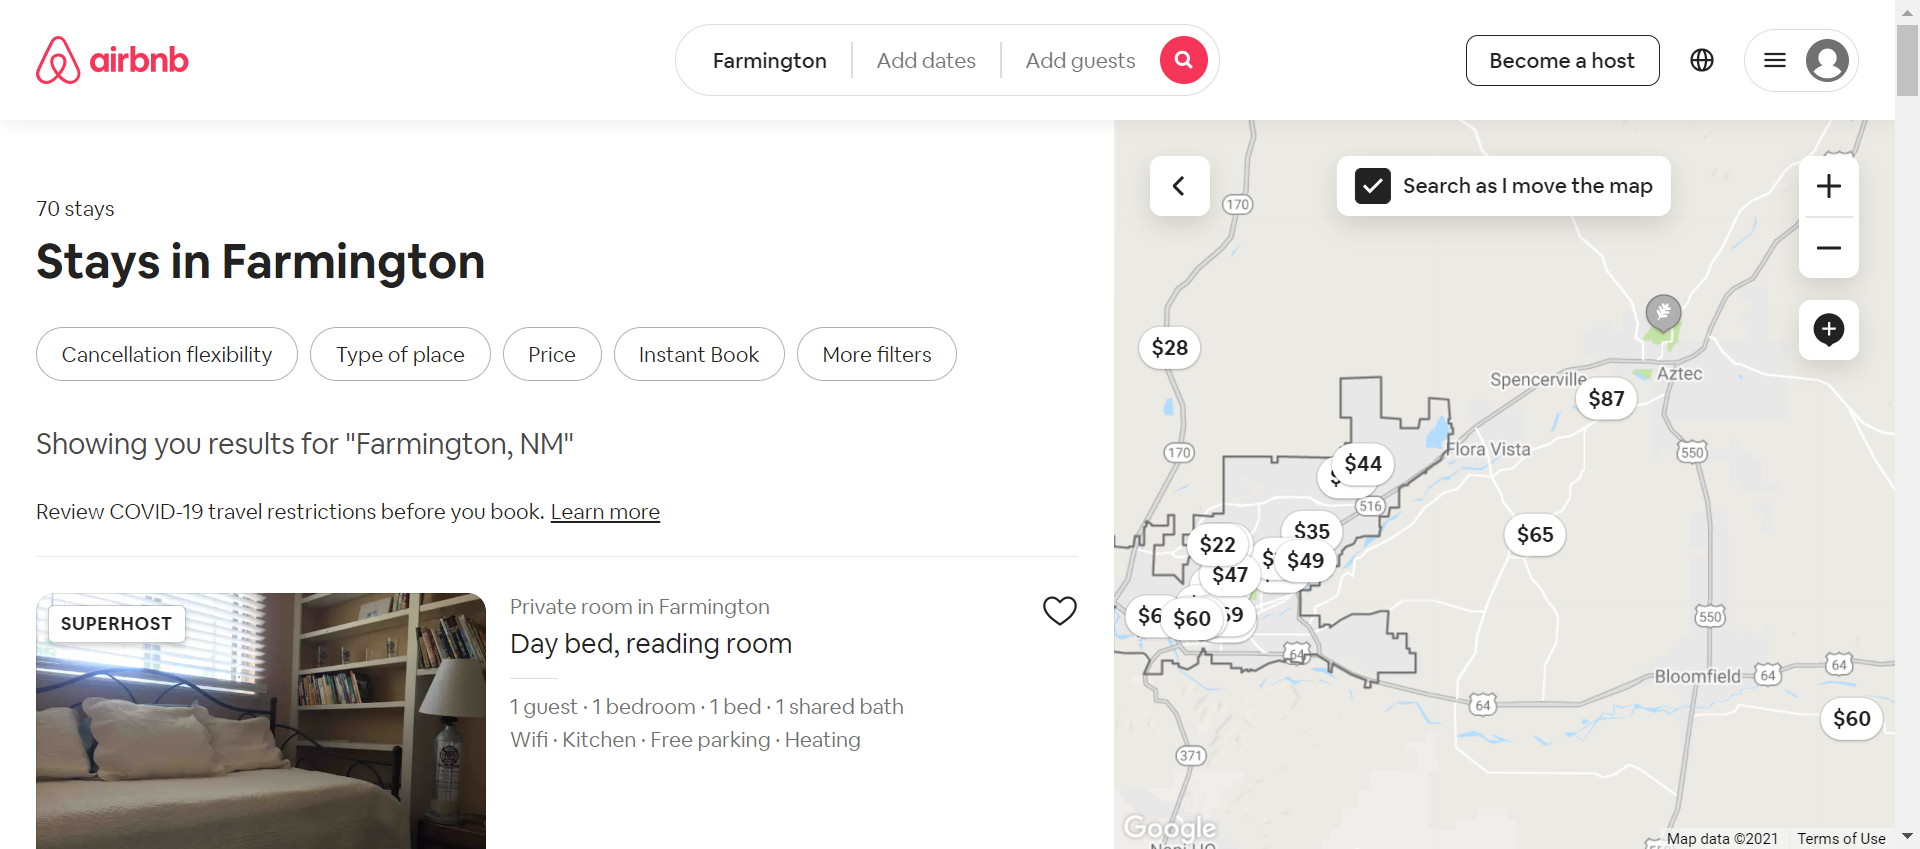 airbnb
Farmington
Add dates
Add guests
Become a host
70 stays
Stays in Farmington
Cancellation flexibility
Type of place
Price
Instant Book
More filters
Showing you results for "Farmington, NM"
Review COVID-19 travel restrictions before you book. Learn more
SUPERHOST
Private room in Farmington
Day bed, reading room
1 guest · 1 bedroom · 1 bed · 1 shared bath
Wifi · Kitchen · Free parking · Heating
Search as I move the map
170
$28
Spencerville
Aztec
$87
170
Flora Vista
550
$44
516
$35
$65
$22
$49
$47
$60
550
64
Bloomfield
64
64
64
$60
371
Google
Map data ©2021
Terms of Use